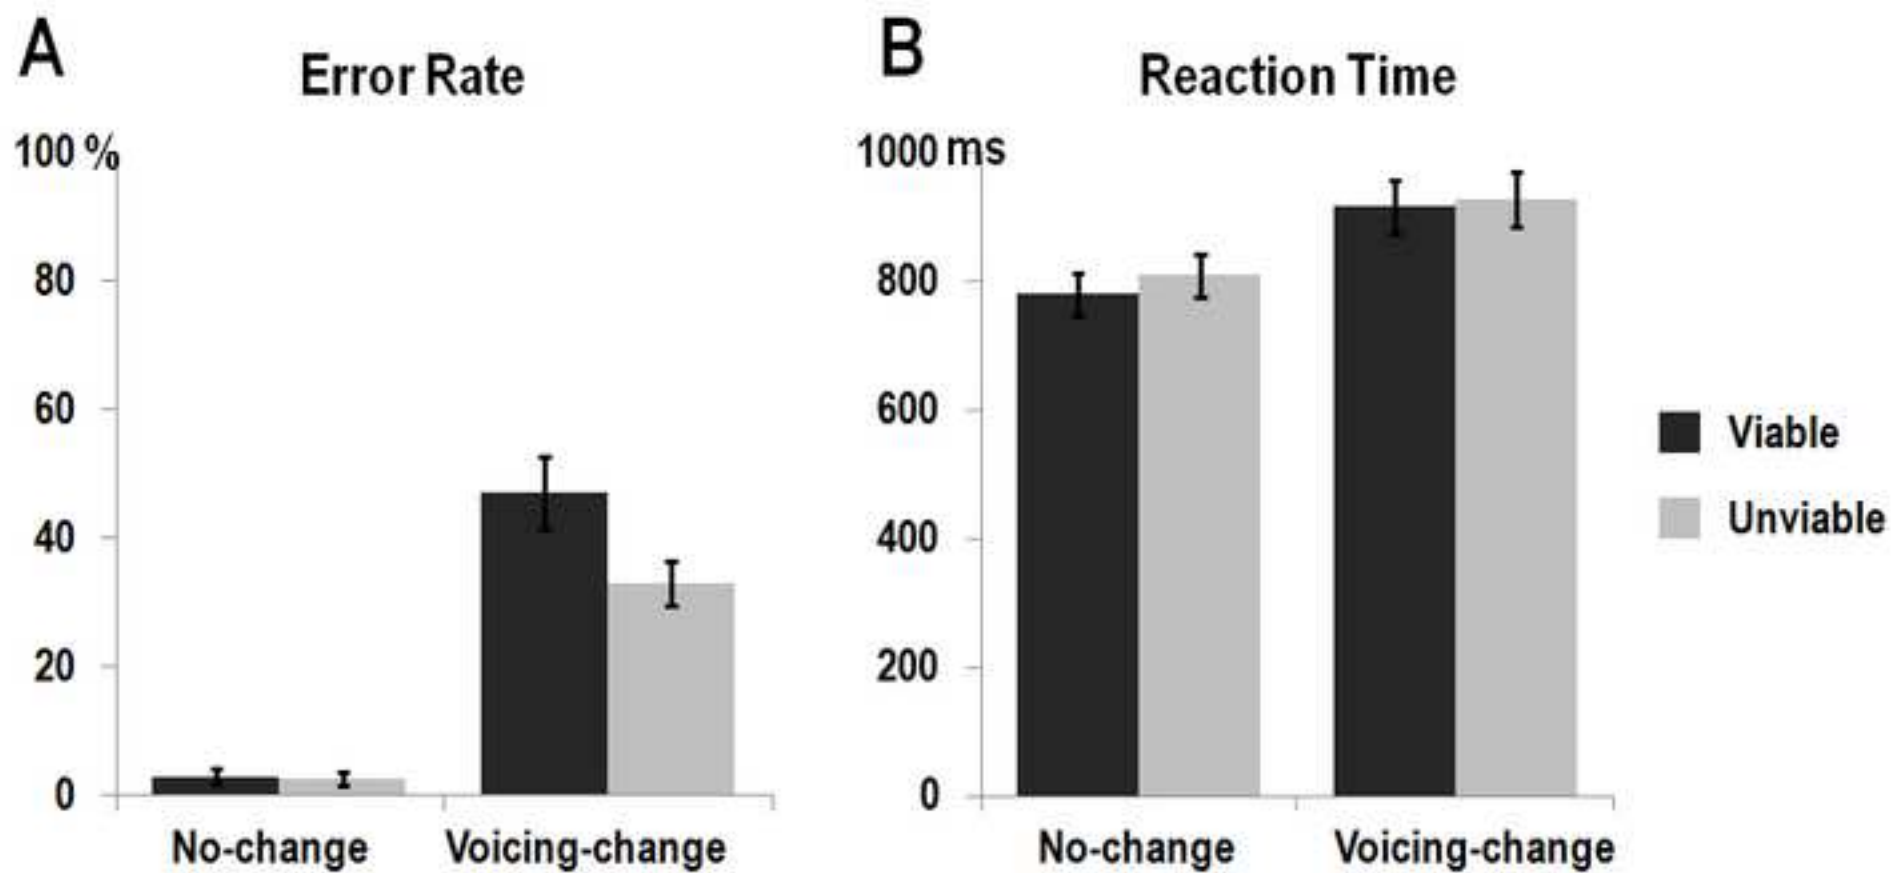 A
Error Rate
100 %
80
60
40
20
0
No-change
Voicing-change
B
Reaction Time
1000 ms
800
600
400
200
0
No-change
Voicing-change
Viable
Unviable